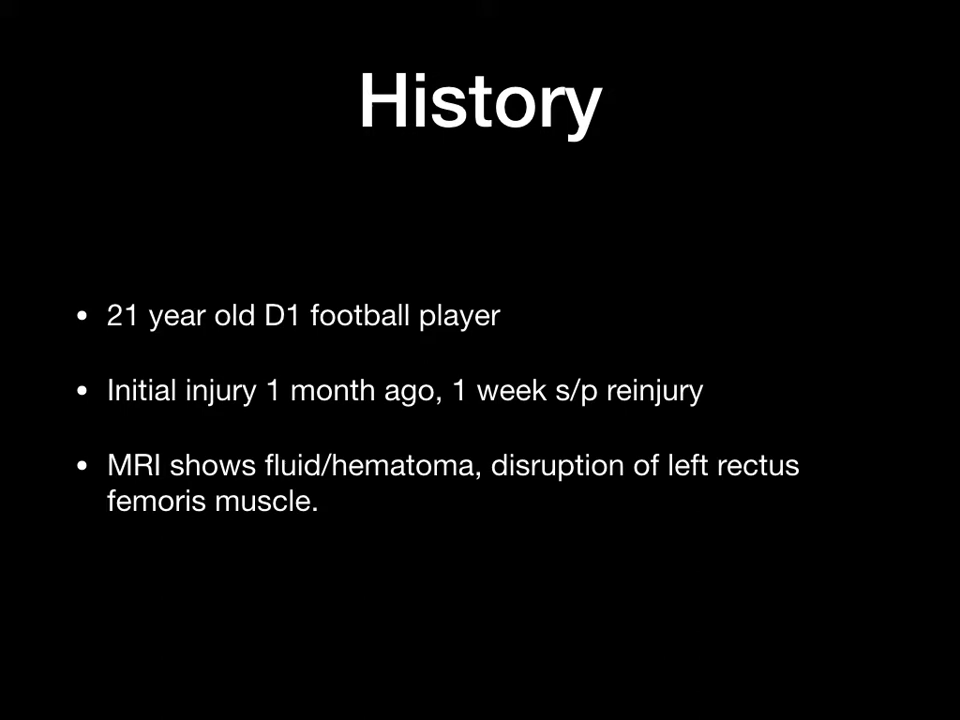 History
• 21 year old D1 football player
• Initial injury 1 month ago, 1 week s/p reinjury
• MRI shows fluid/hematoma, disruption of left rectus
femoris muscle.